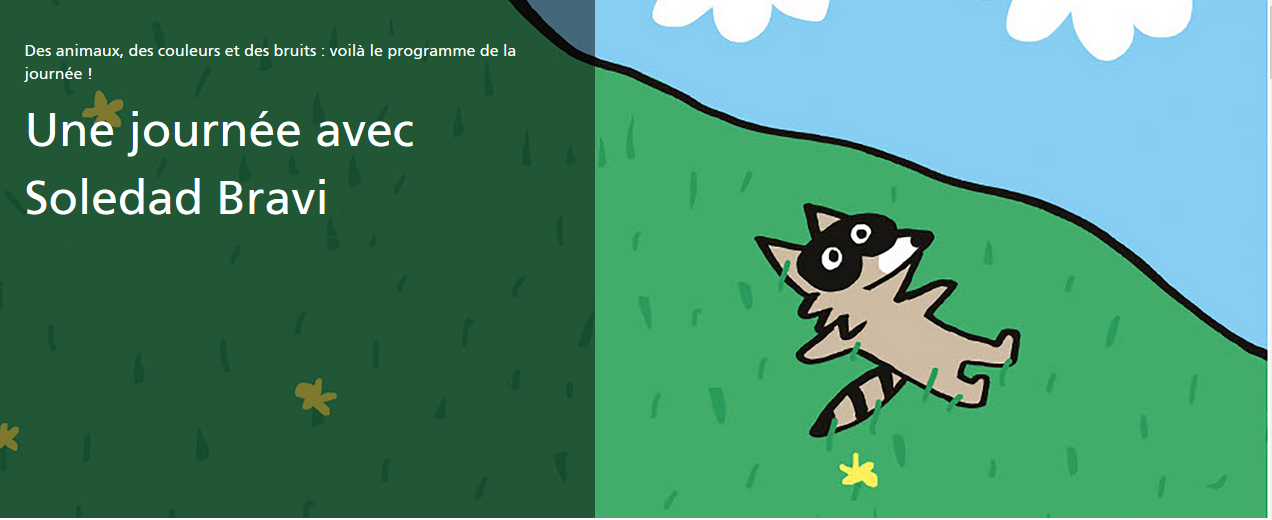 Des animaux, des couleurs et des bruits : voilà le programme de la
journée !
Une journée avec
Soledad Bravi